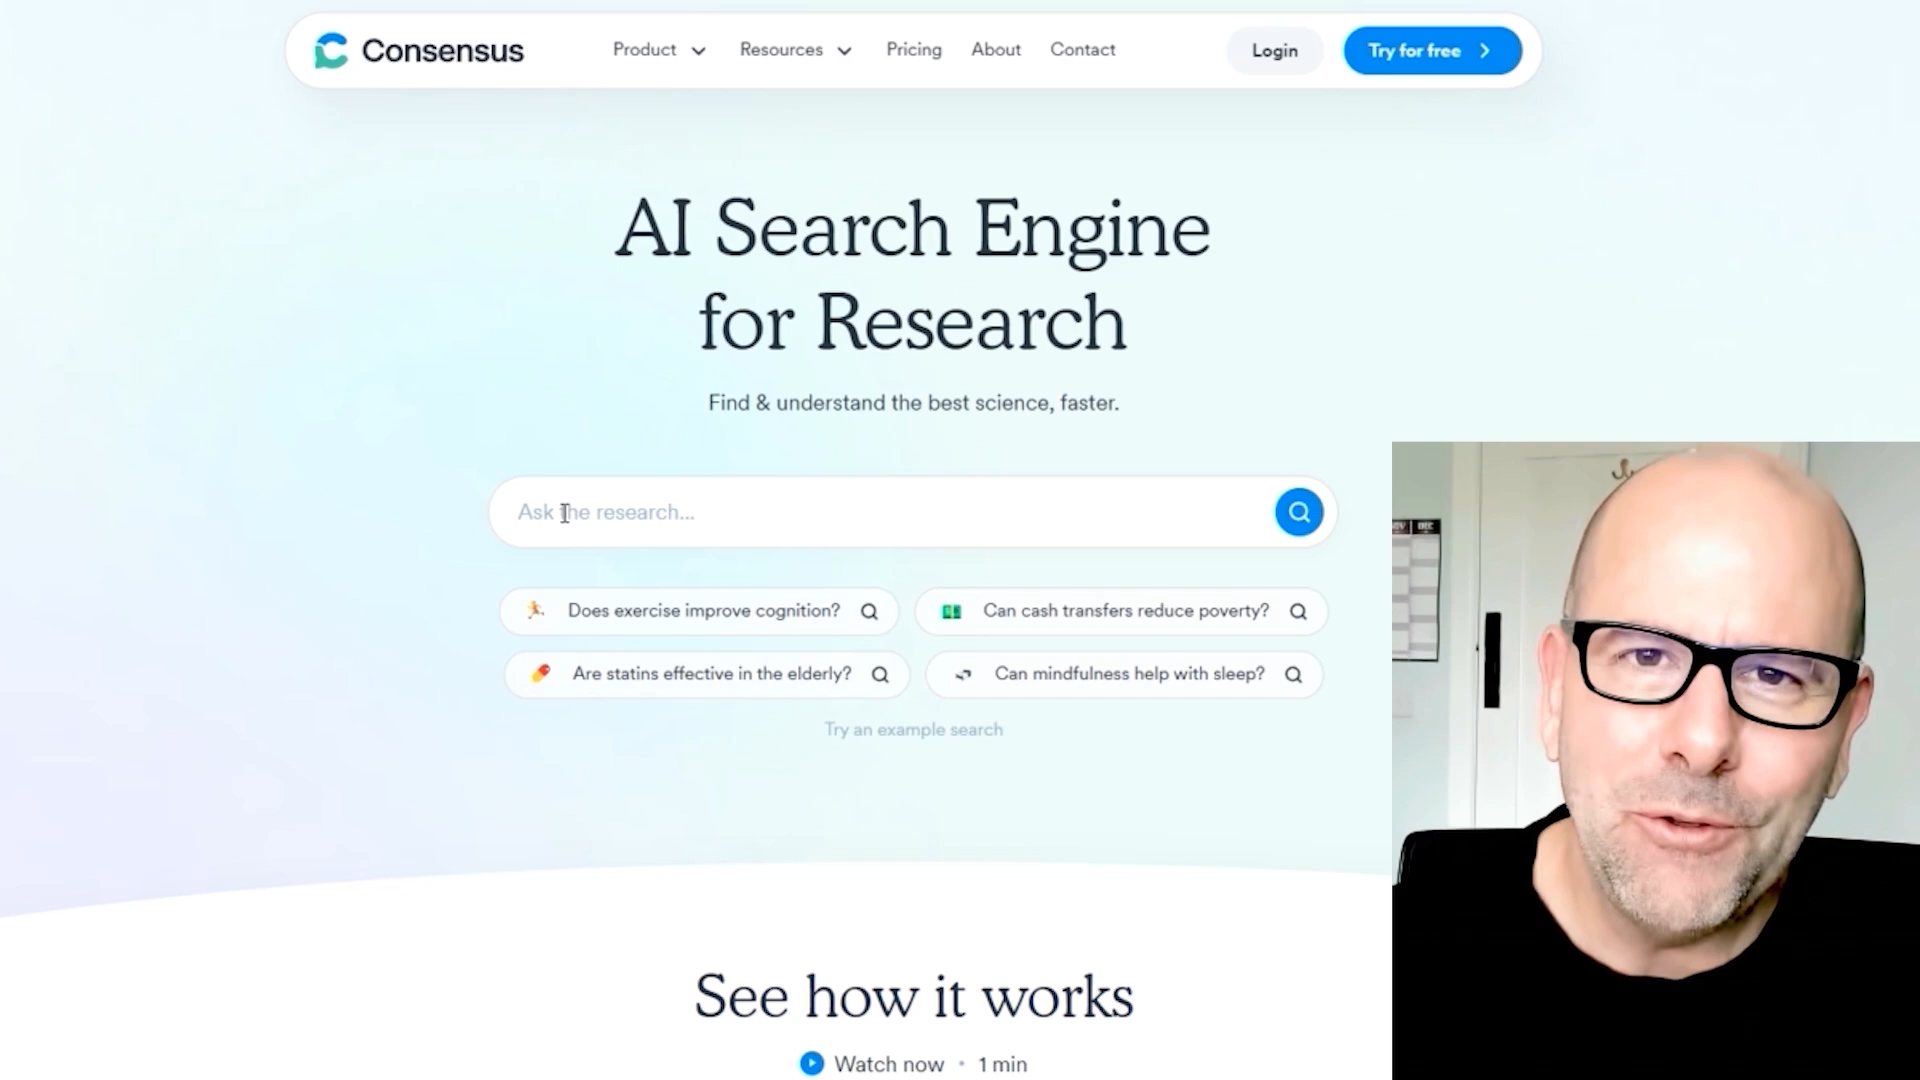 Consensus
Product
Resources
Pricing
About
Contact
Login
Try for free
AI Search Engine
for Research
Find & understand the best science, faster.
Ask the research...
Does exercise improve cognition?
Can cash transfers reduce poverty?
Are statins effective in the elderly?
Can mindfulness help with sleep?
Try an example search
DEC
See how it works
Watch now • 1 min